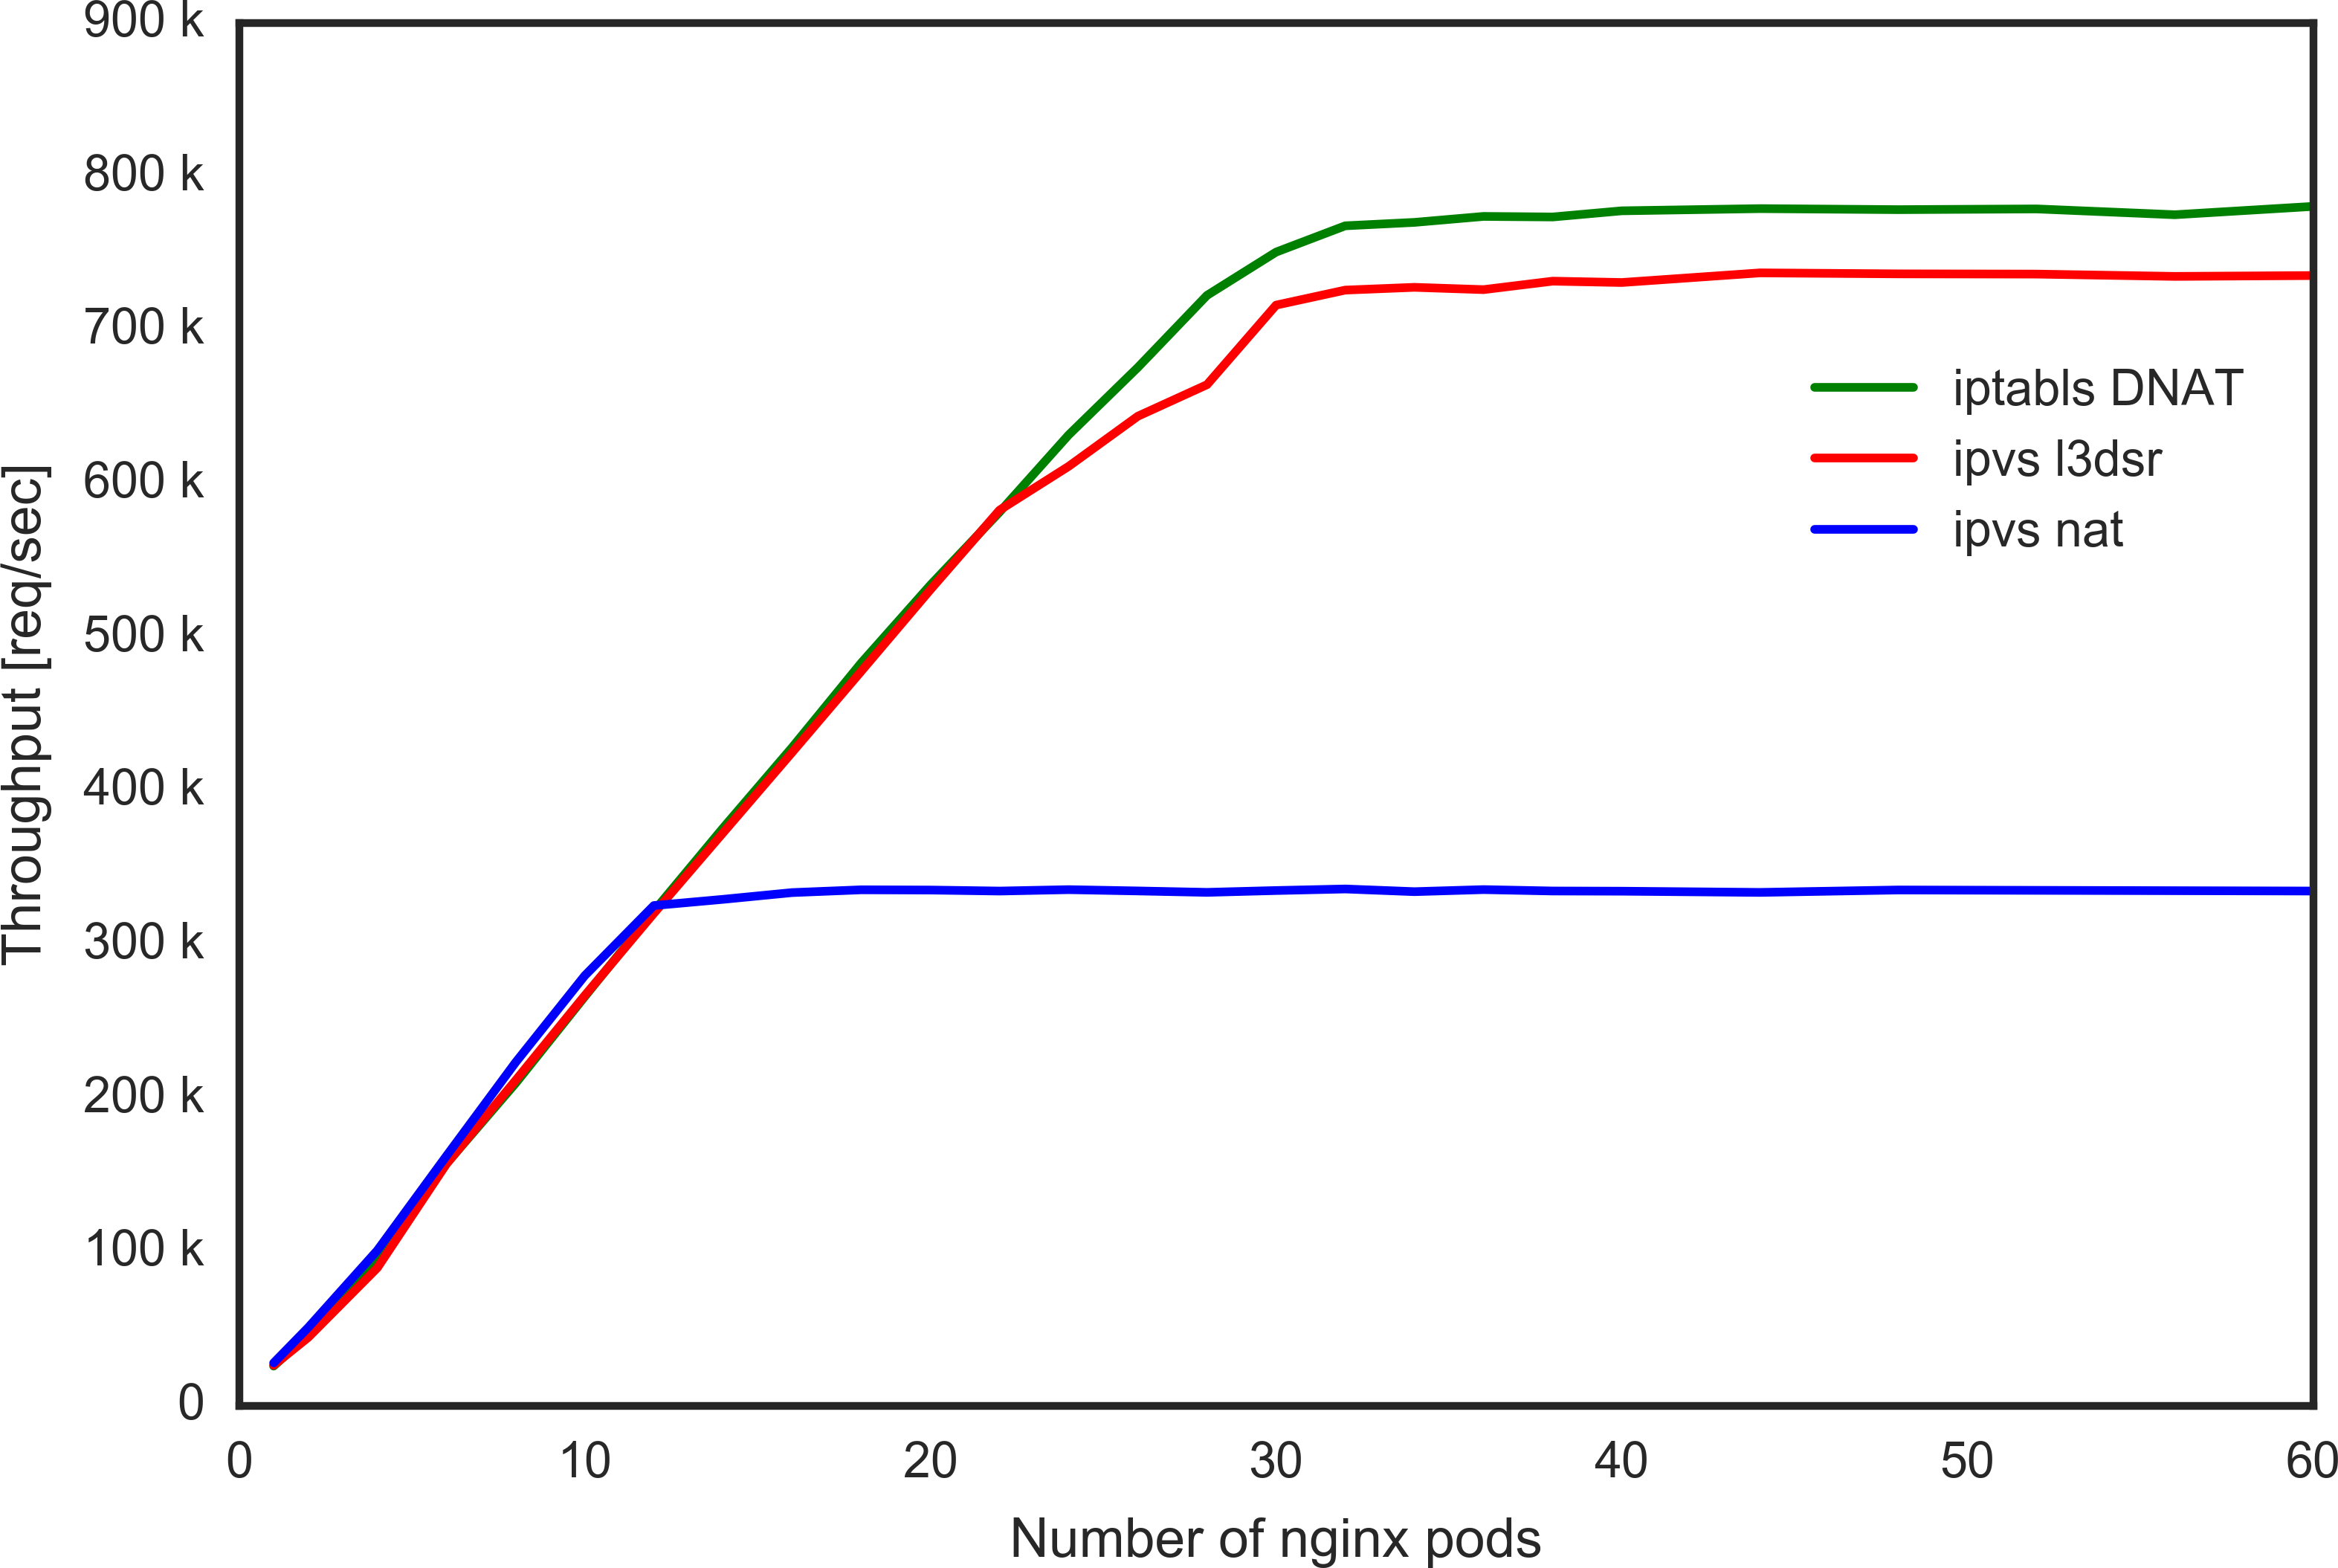 900 k
800 k
700 k
600 k
500 k
400 k
300 k
200 k
100 k
0
Throughput [req/sec]
iptabls DNAT
ipvs l3dsr
ipvs nat
0 10 20 30 40 50 60
Number of nginx pods